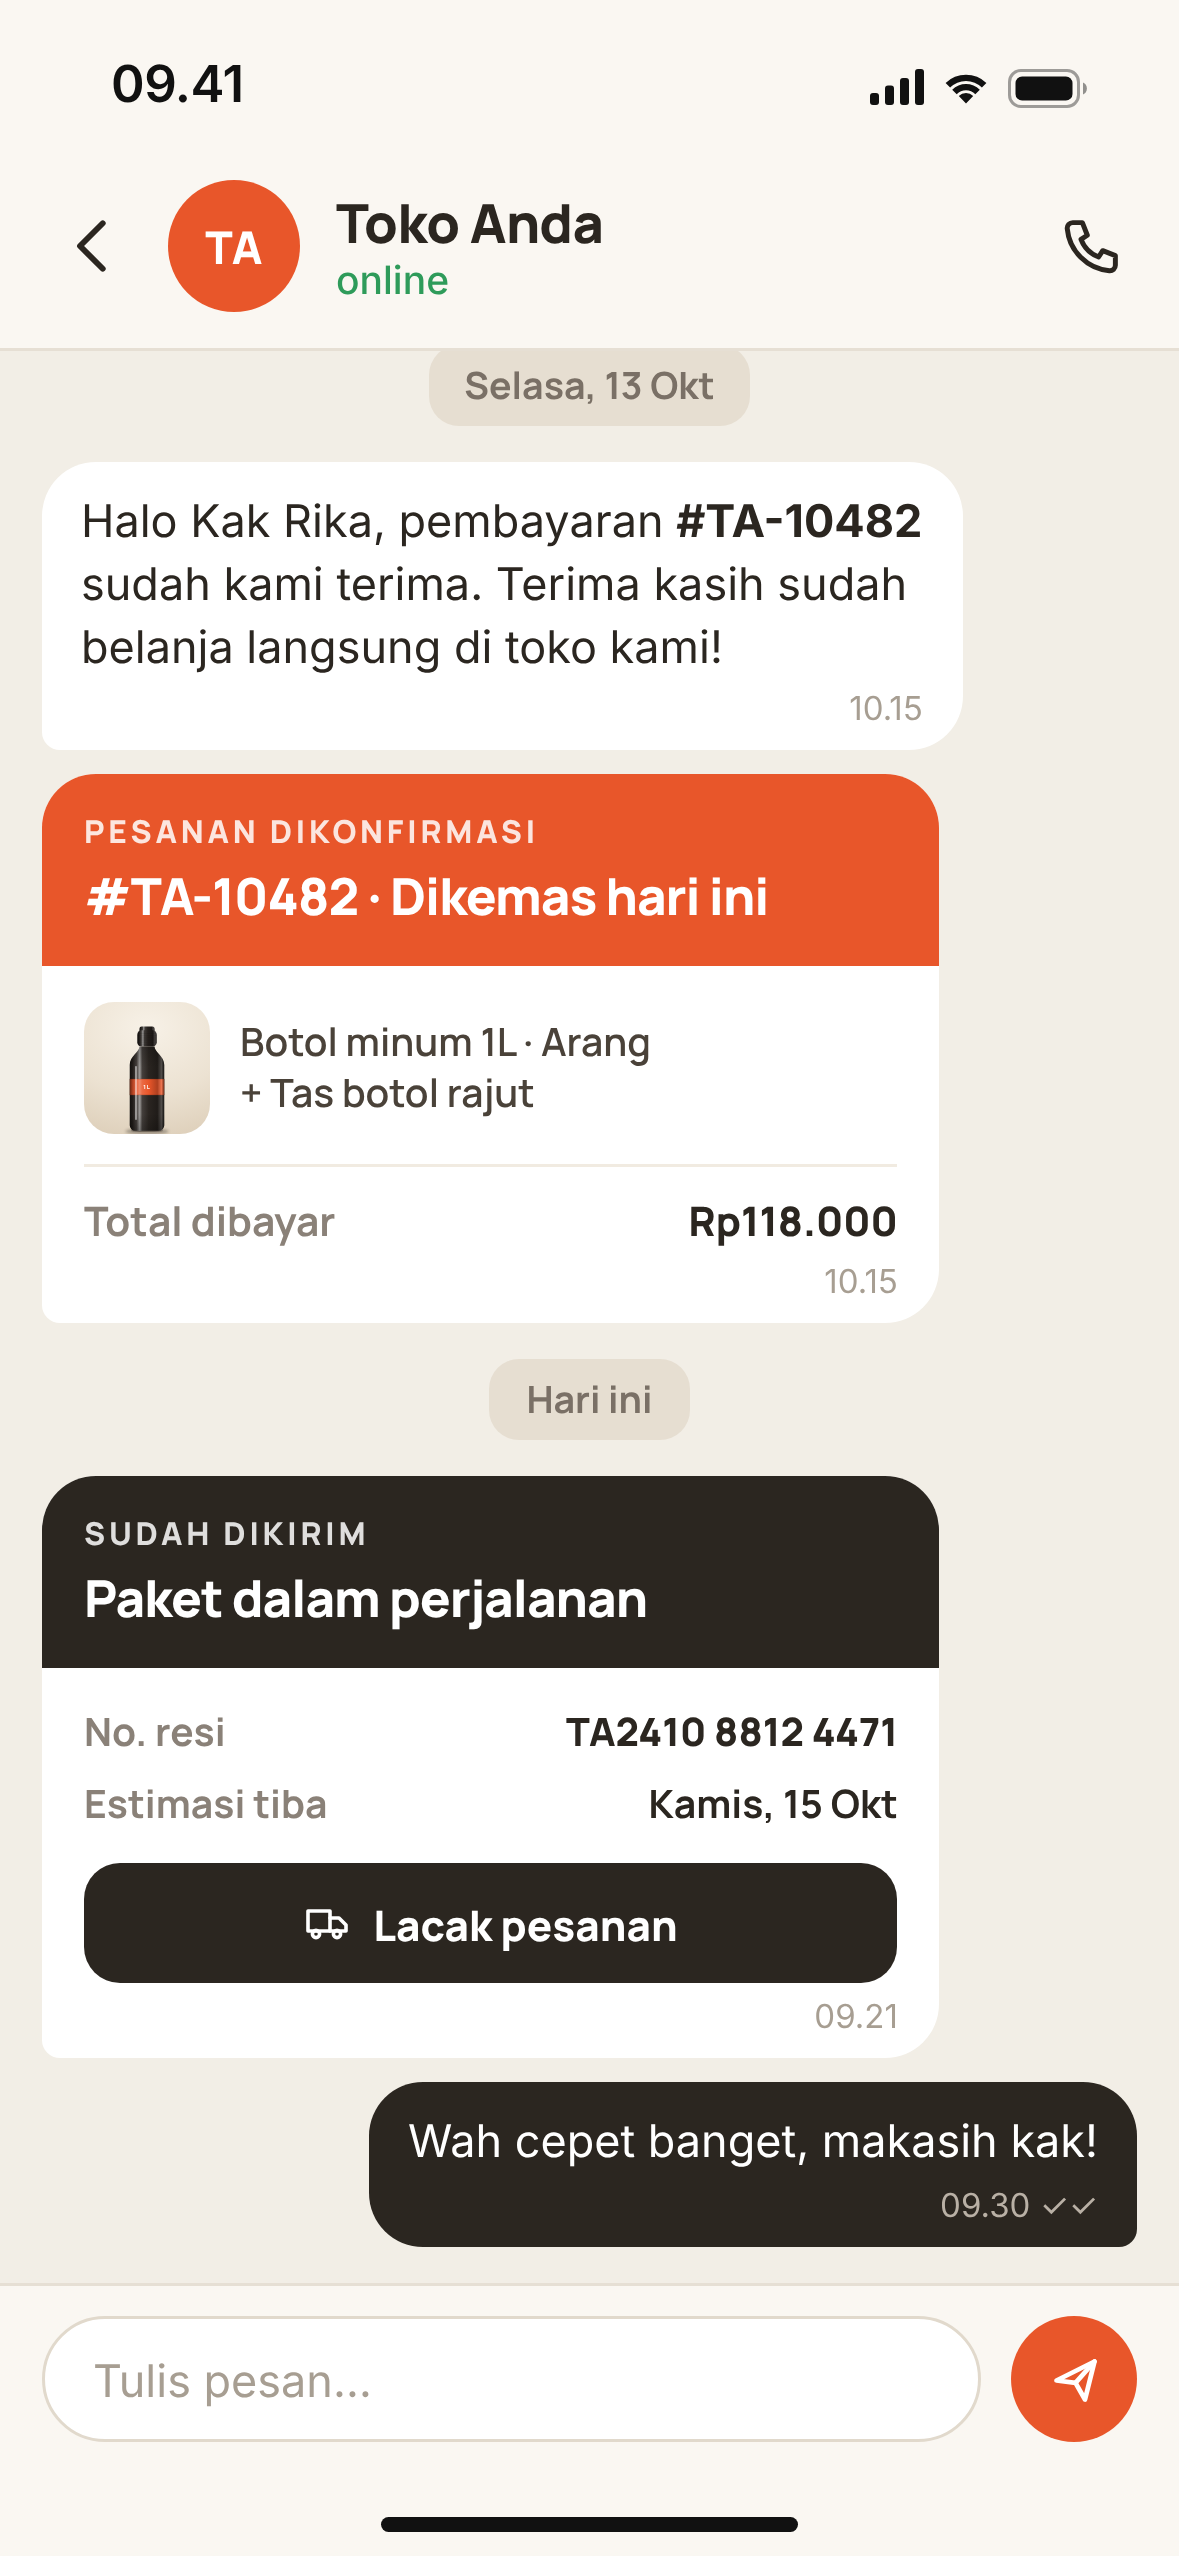 09.41
TA
Toko Anda
online
Selasa, 13 Okt
Halo Kak Rika, pembayaran #TA-10482
sudah kami terima. Terima kasih sudah
belanja langsung di toko kami!
10.15
PESANAN DIKONFIRMASI
#TA-10482 · Dikemas hari ini
1L
Botol minum 1L · Arang
+ Tas botol rajut
Total dibayar Rp118.000
10.15
Hari ini
SUDAH DIKIRIM
Paket dalam perjalanan
No. resi TA2410 8812 4471
Estimasi tiba Kamis, 15 Okt
Lacak pesanan
09.21
Wah cepet banget, makasih kak!
09.30 ✓✓
Tulis pesan...